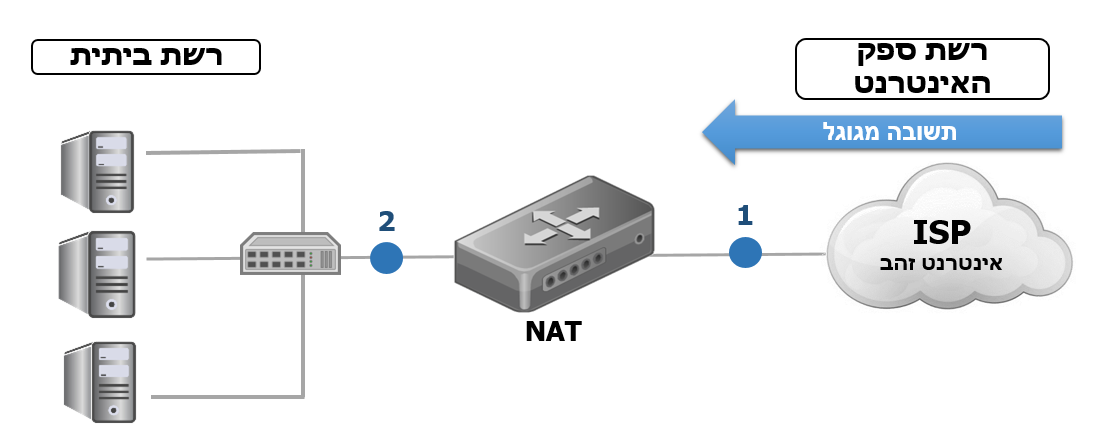 רשת ביתית
רשת ספק
האינטרנט
תשובה מגוגל
2
1
ISP
אינטרנט זהב
NAT